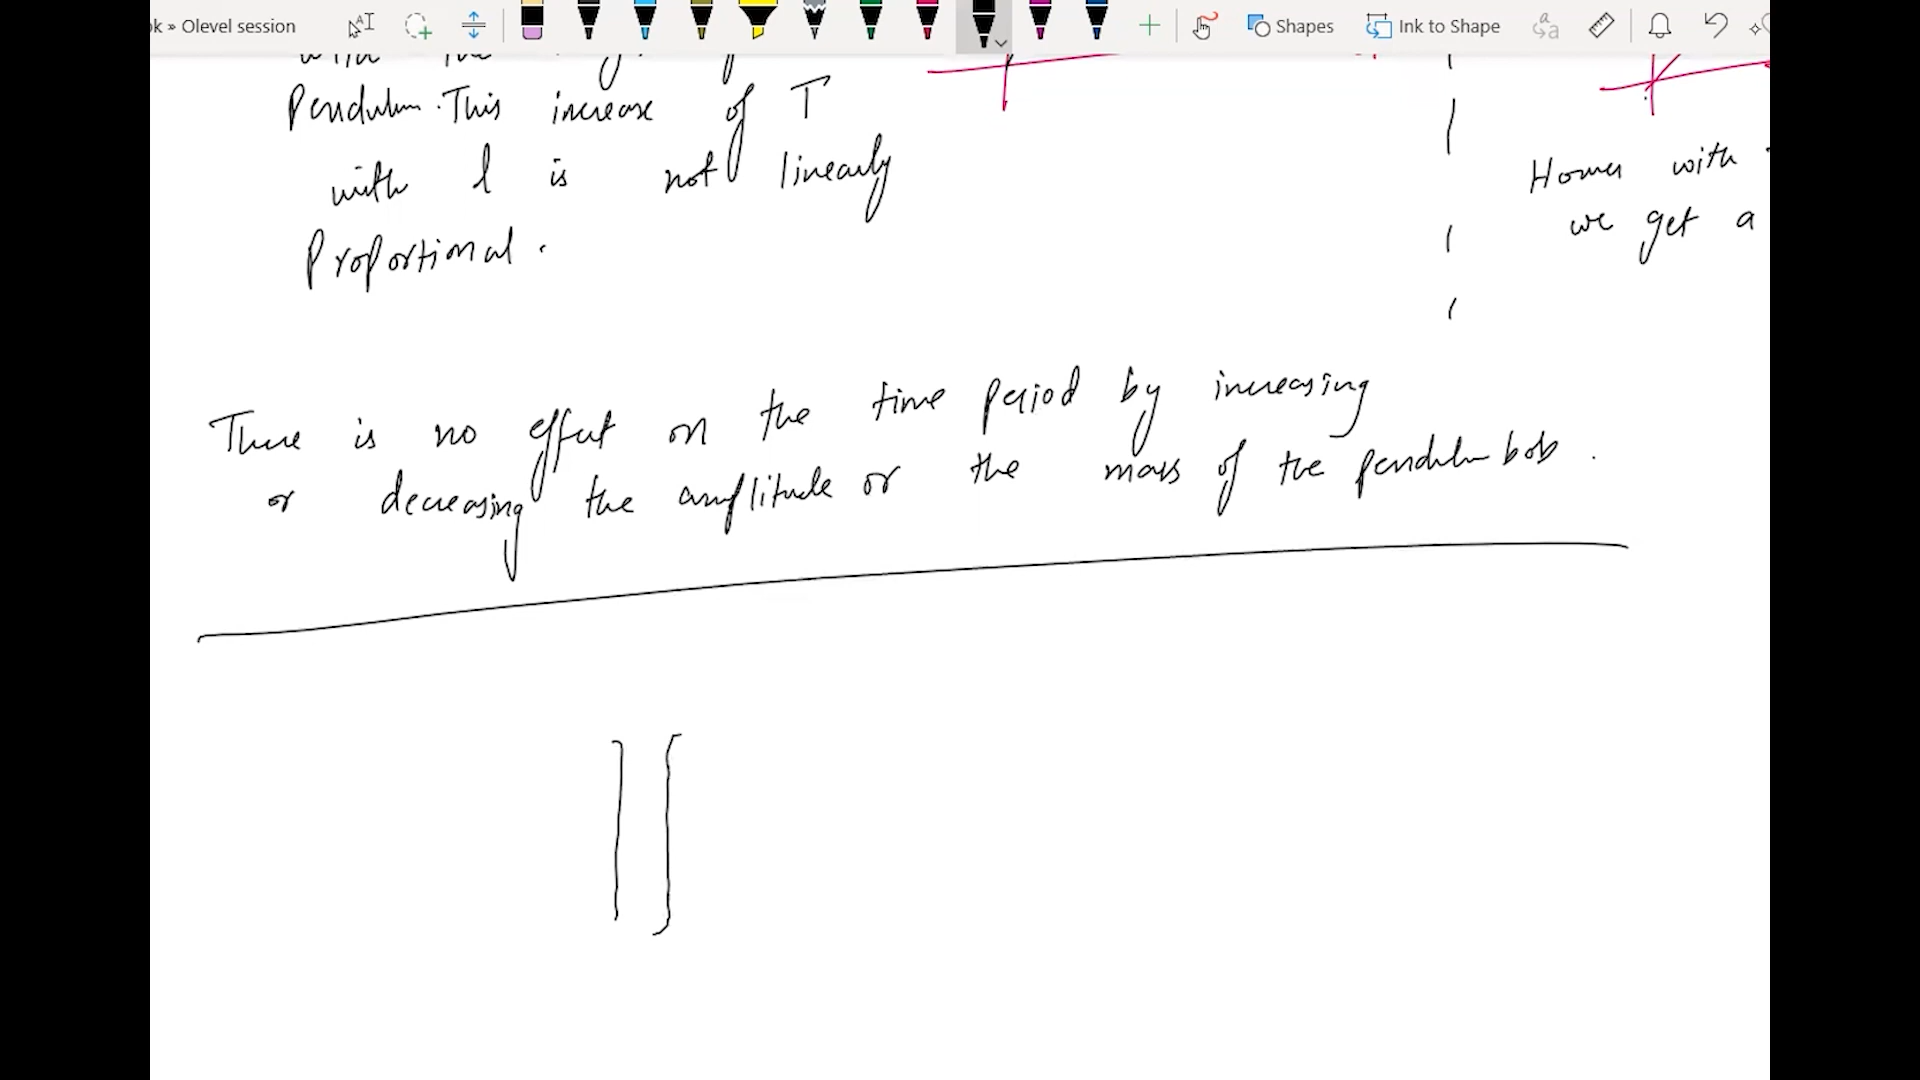 ok » Olevel session
Shapes
Ink to Shape
with the
Pendulum. This increase of T
with l is not linearly
Proportional.
with
we get a
There is no effect on the time period by increasing
or decreasing the amplitude or the mass of the pendulum bob.